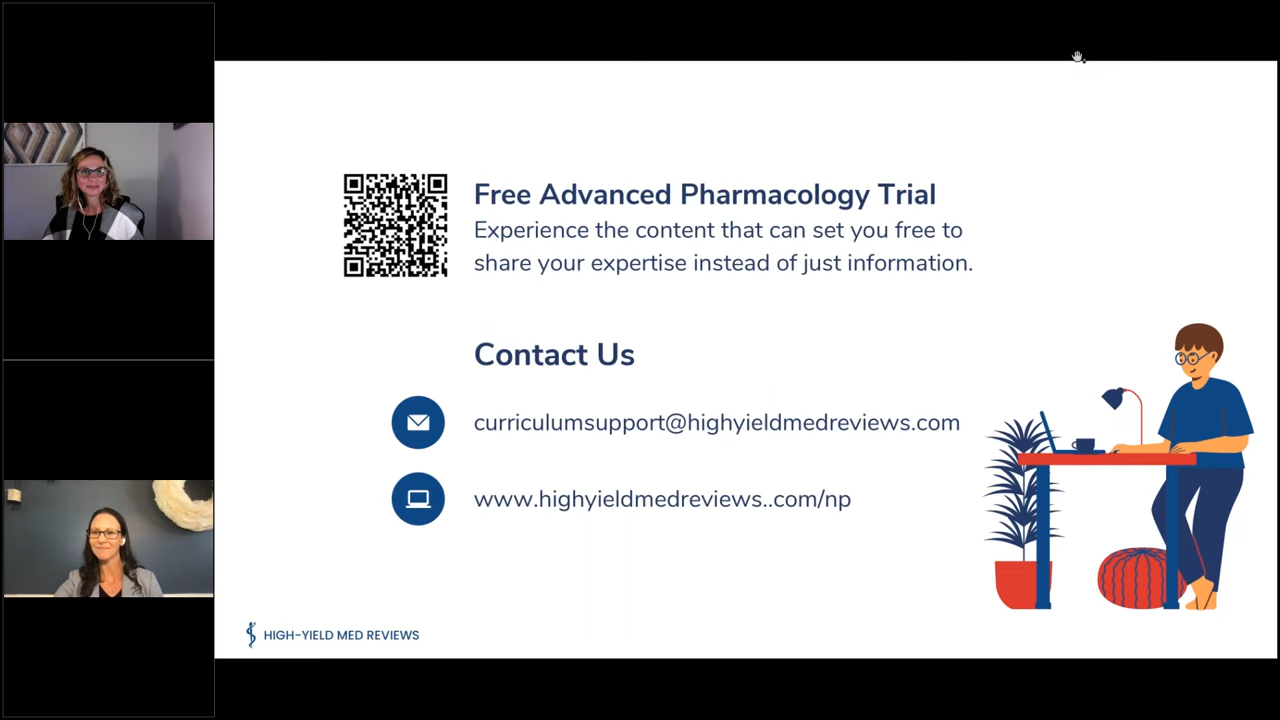 Free Advanced Pharmacology Trial
Experience the content that can set you free to
share your expertise instead of just information.
Contact Us
curriculumsupport@highyieldmedreviews.com
www.highyieldmedreviews..com/np
HIGH-YIELD MED REVIEWS